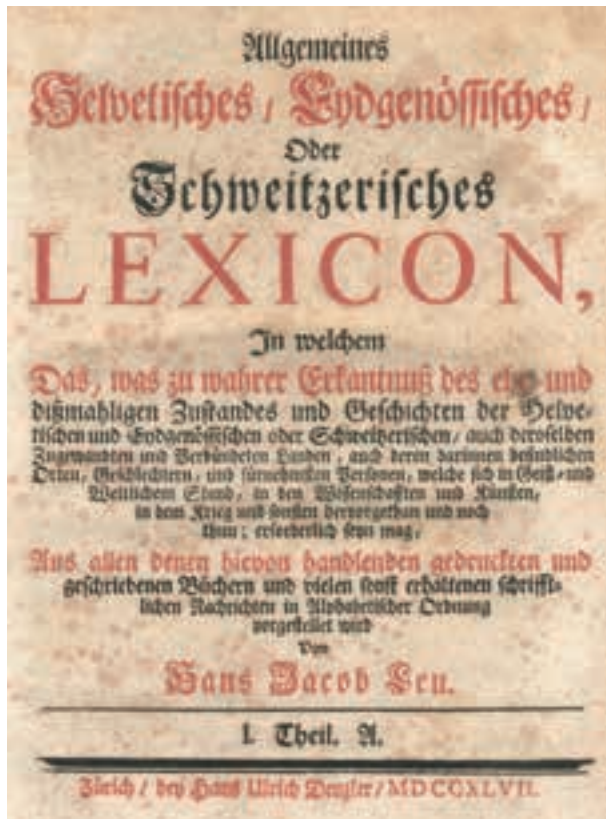 Allgemeines
Helvetisches / Eydgenössisches /
Oder
Schweitzerisches
LEXICON,
In welchem
Das, was zu wahrer Erkantnuß des und
dißmahligen Zustandes und Geschichten der Helve-
tischen und Eydgenössischen oder Schweitzerischen / auch deroselben
Zugewandten und Verbündeten Landen, auch deren darinnen befindlichen
Orten, Geschlechtern, und fürnehmsten Personen, welche sich in Geist- und
Weltlichem Stand, in den Wissenschafften und Künsten,
in dem Krieg und sonsten hervorgethan und noch
thun; erforderlich seyn mag,
Aus allen denen hievon handlenden gedruckten und
geschriebenen Büchern und vielen sonst erhaltenen schrifft-
lichen Nachrichten in Alphabetischer Ordnung
vorgestellet wird
Von
Hans Jacob Leu.
I. Theil. A.
Zürich / bey Hans Ulrich Denzler / MDCCXLVII.